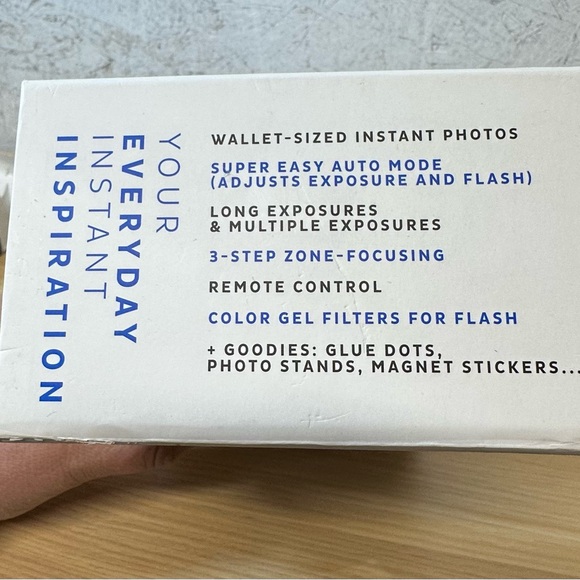 YOUR
EVERYDAY
INSTANT
INSPIRATION
WALLET-SIZED INSTANT PHOTOS
SUPER EASY AUTO MODE
(ADJUSTS EXPOSURE AND FLASH)
LONG EXPOSURES
& MULTIPLE EXPOSURES
3-STEP ZONE-FOCUSING
REMOTE CONTROL
COLOR GEL FILTERS FOR FLASH
+ GOODIES: GLUE DOTS,
PHOTO STANDS, MAGNET STICKERS...